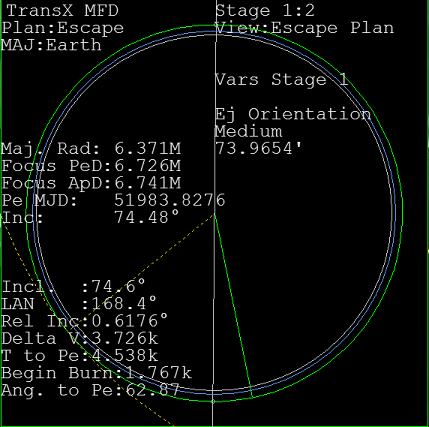 TransX MFD
Stage 1:2
Plan:Escape
View:Escape Plan
MAJ:Earth
Vars Stage 1
Ej Orientation
Medium
73.9654'
Maj. Rad: 6.371M
Focus PeD:6.726M
Focus ApD:6.741M
Pe MJD: 51983.8276
Inc: 74.48°
Incl. :74.6°
LAN :168.4°
Rel Inc:0.6176°
Delta V:3.726k
T to Pe:4.538k
Begin Burn:1.767k
Ang. to Pe:62.87